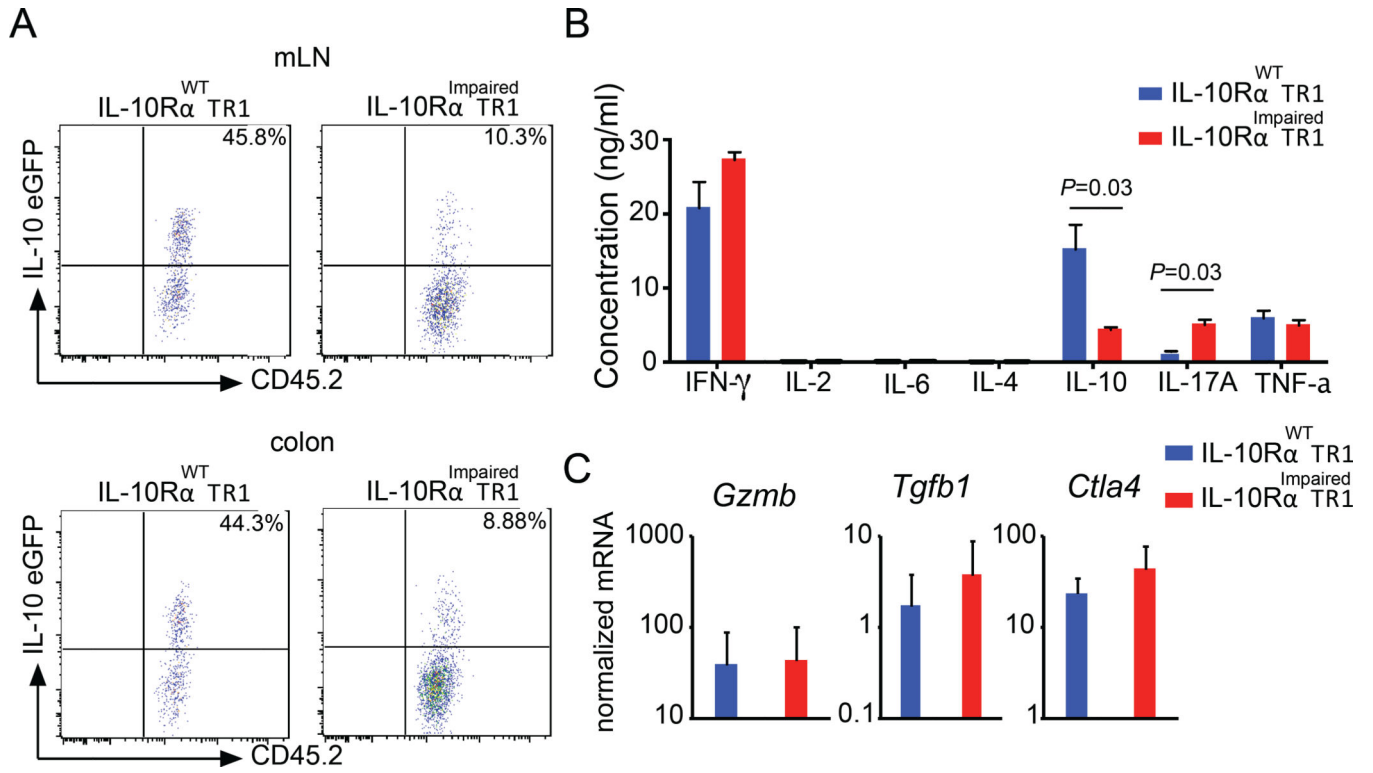 A
mLN
IL-10Rα WT TR1
IL-10Rα Impaired TR1
45.8%
10.3%
IL-10 eGFP
CD45.2
colon
IL-10Rα WT TR1
IL-10Rα Impaired TR1
44.3%
8.88%
IL-10 eGFP
CD45.2
B
IL-10Rα WT TR1
IL-10Rα Impaired TR1
Concentration (ng/ml)
30
20
10
0
P=0.03
P=0.03
IFN-γ IL-2 IL-6 IL-4 IL-10 IL-17A TNF-a
C
IL-10Rα WT TR1
IL-10Rα Impaired TR1
normalized mRNA
Gzmb
1000
100
10
Tgfb1
10
1
0.1
Ctla4
100
10
1